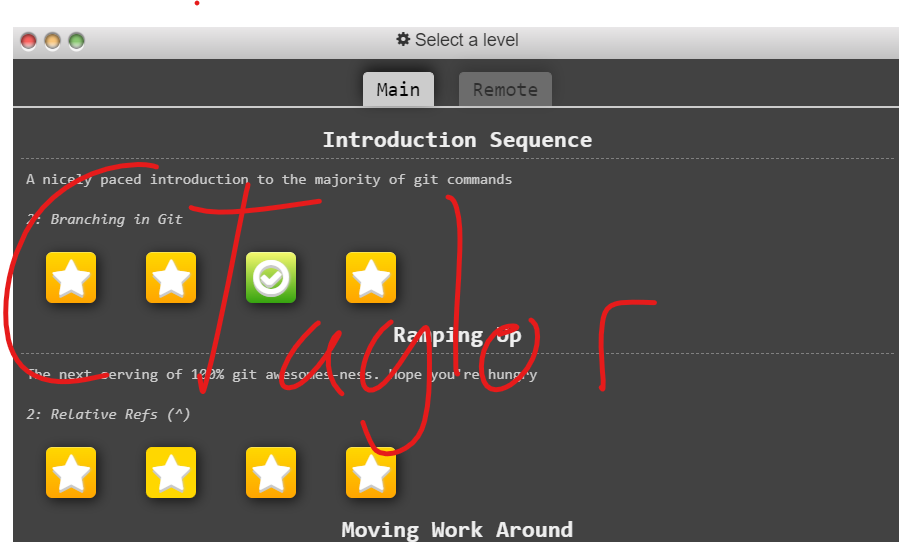 Select a level
Main Remote
Introduction Sequence
A nicely paced introduction to the majority of git commands
2: Branching in Git
Ramping Up
The next serving of 100% git awesomes-ness. Hope you're hungry
2: Relative Refs (^)
Moving Work Around